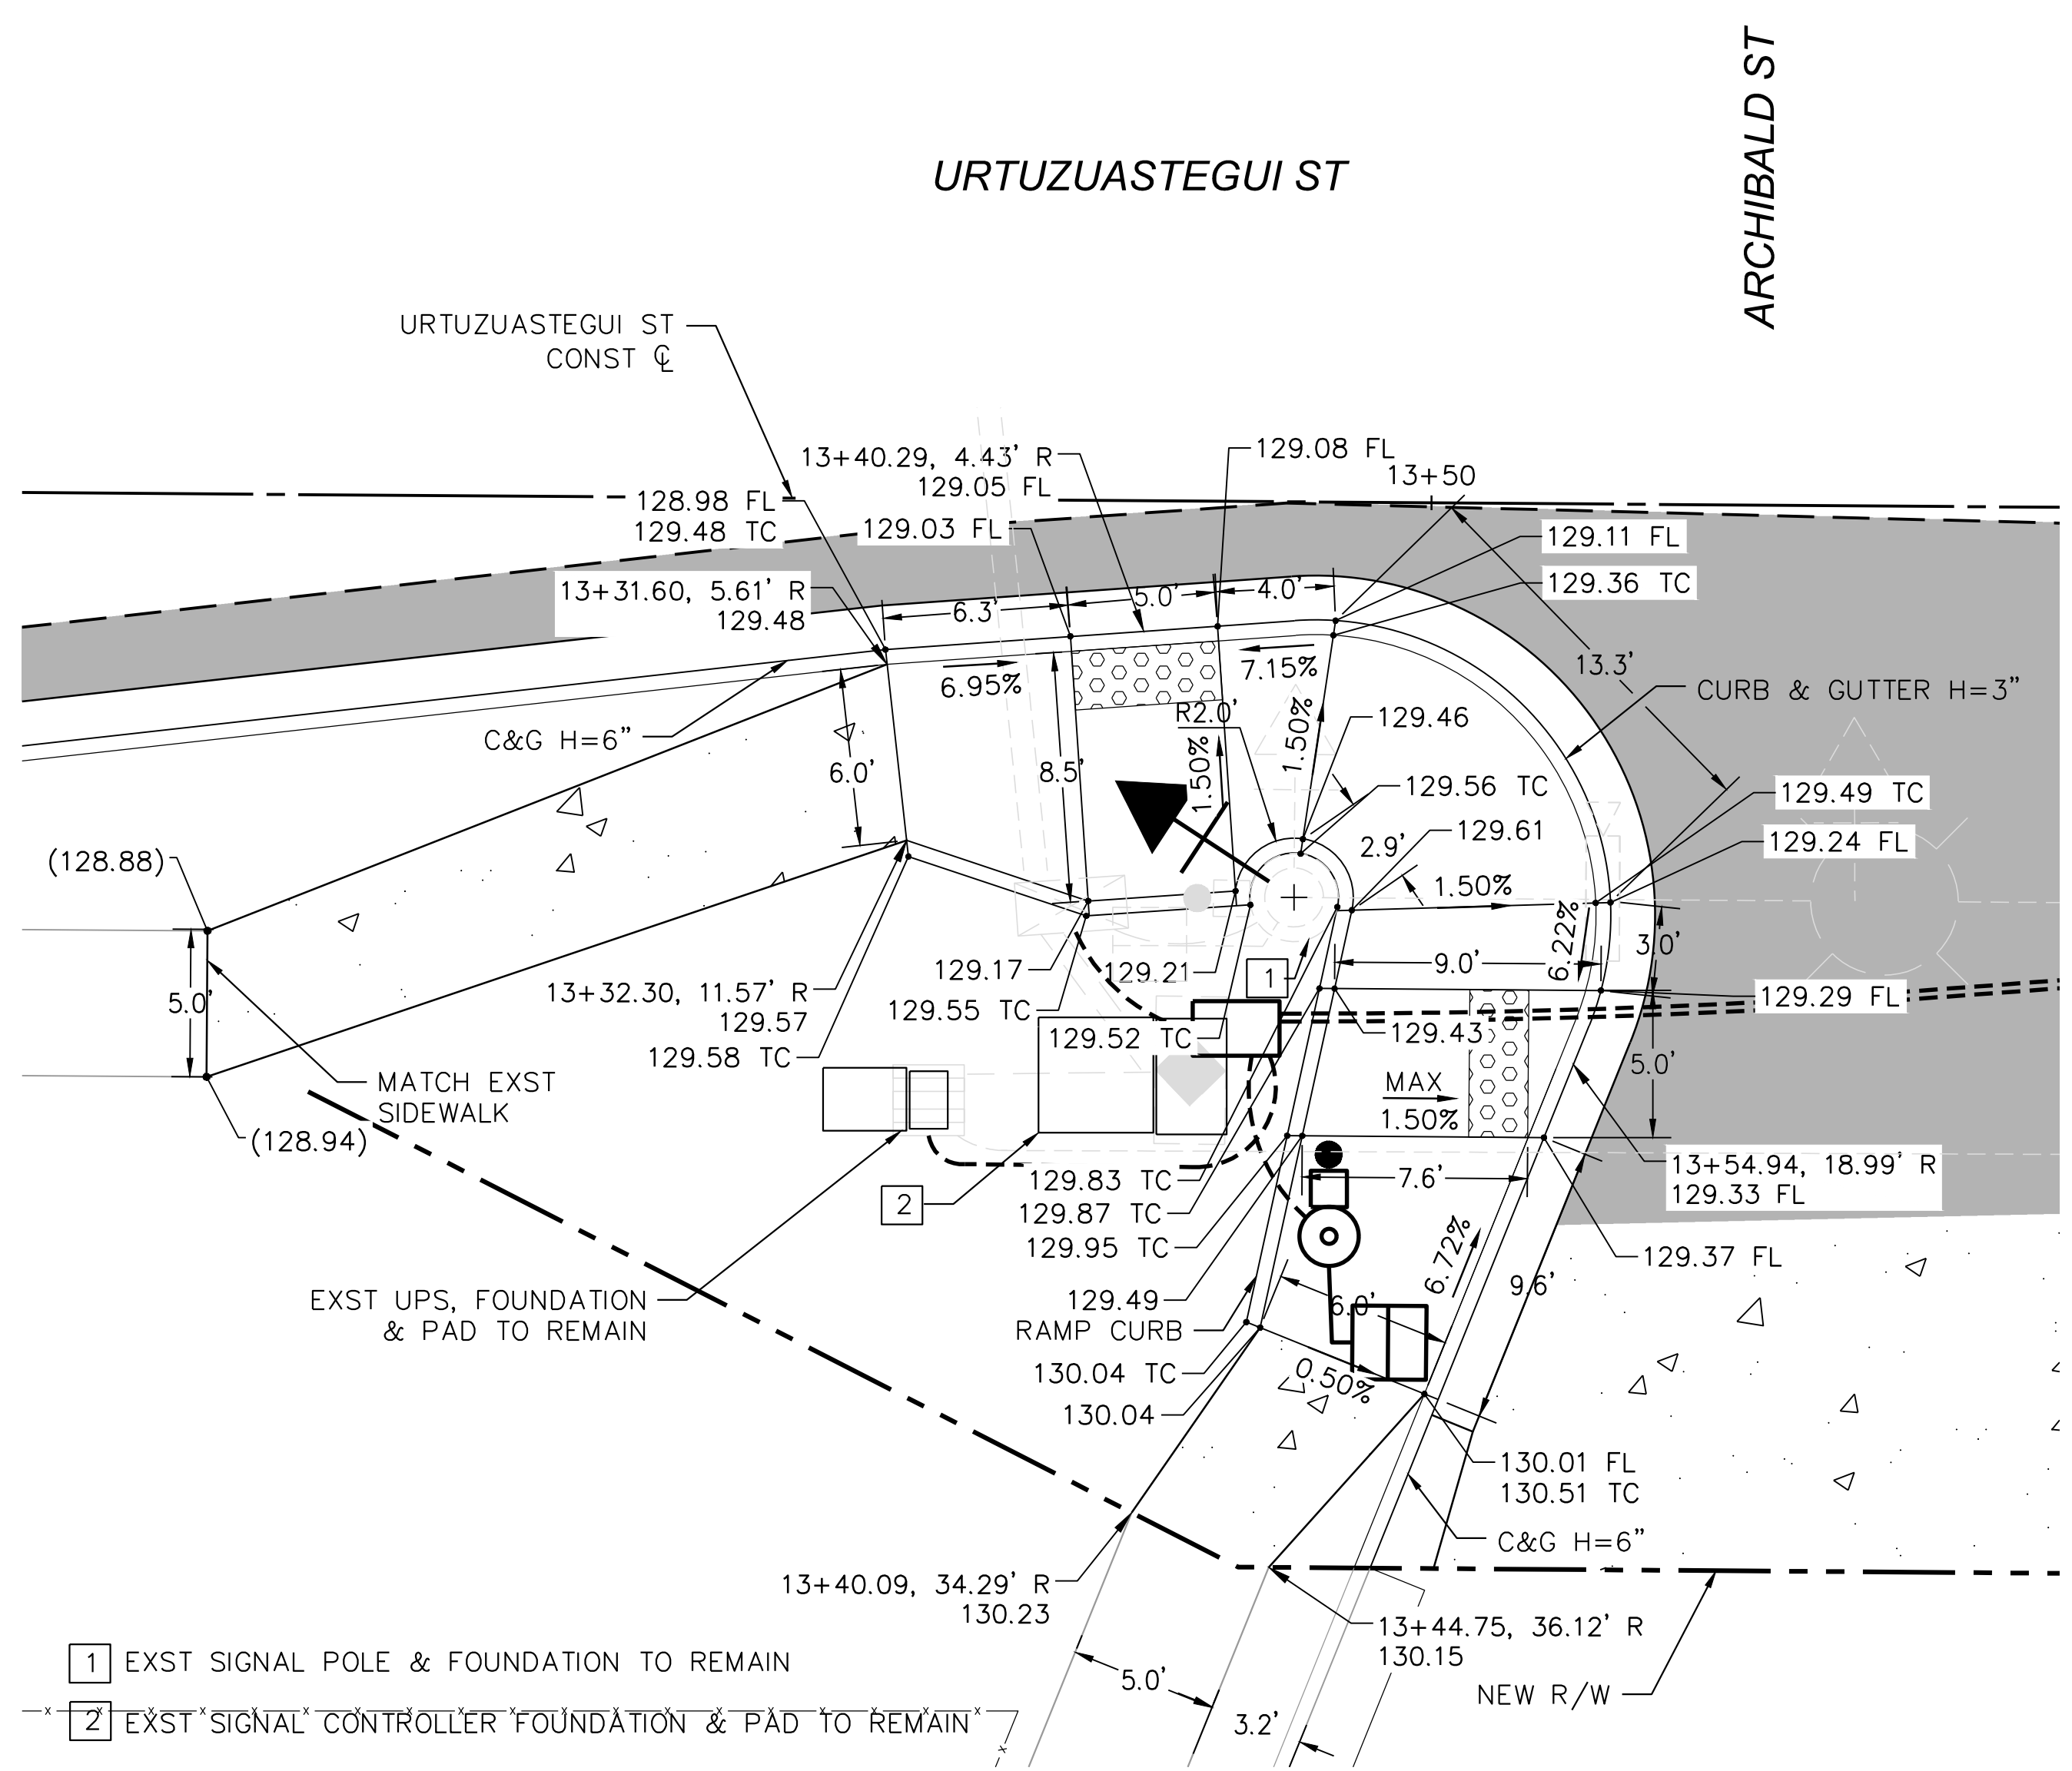 ARCHIBALD ST
URTUZUASTEGUI ST
URTUZUASTEGUI ST
CONST ℄
13+40.29, 4.43' R
129.05 FL
129.08 FL
13+50
128.98 FL
129.48 TC
129.03 FL
129.11 FL
129.36 TC
13+31.60, 5.61' R
129.48
6.3'
5.0'
4.0'
13.3'
6.95%
7.15%
CURB & GUTTER H=3"
C&G H=6"
R2.0'
1.50%
129.46
6.0'
8.5'
1.50%
129.56 TC
129.49 TC
129.61
2.9'
129.24 FL
(128.88)
1.50%
6.22%
3.0'
129.17
129.21
1
9.0'
13+32.30, 11.57' R
129.57
5.0'
129.55 TC
129.29 FL
129.52 TC
129.43
129.58 TC
5.0'
MATCH EXST
SIDEWALK
MAX
1.50%
(128.94)
129.83 TC
7.6'
13+54.94, 18.99' R
129.33 FL
2
129.87 TC
129.95 TC
6.72%
129.37 FL
EXST UPS, FOUNDATION
& PAD TO REMAIN
129.49
6.0'
9.6'
RAMP CURB
130.04 TC
0.50%
130.04
130.01 FL
130.51 TC
C&G H=6"
13+40.09, 34.29' R
130.23
13+44.75, 36.12' R
130.15
1 EXST SIGNAL POLE & FOUNDATION TO REMAIN
5.0'
NEW R/W
2 EXST SIGNAL CONTROLLER FOUNDATION & PAD TO REMAIN
3.2'